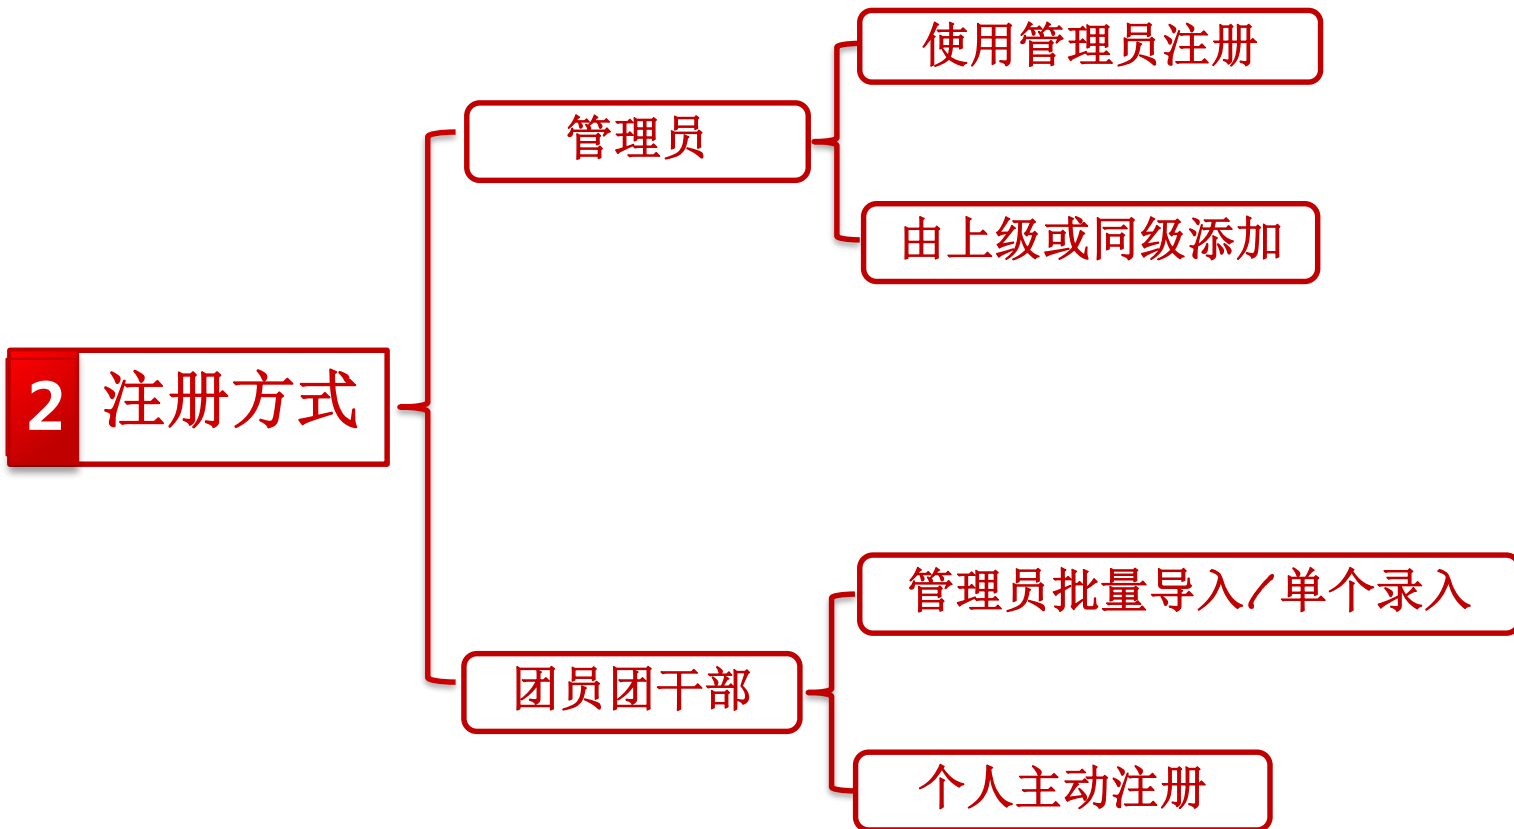 使用管理员注册
管理员
由上级或同级添加
2 注册方式
管理员批量导入/单个录入
团员团干部
个人主动注册